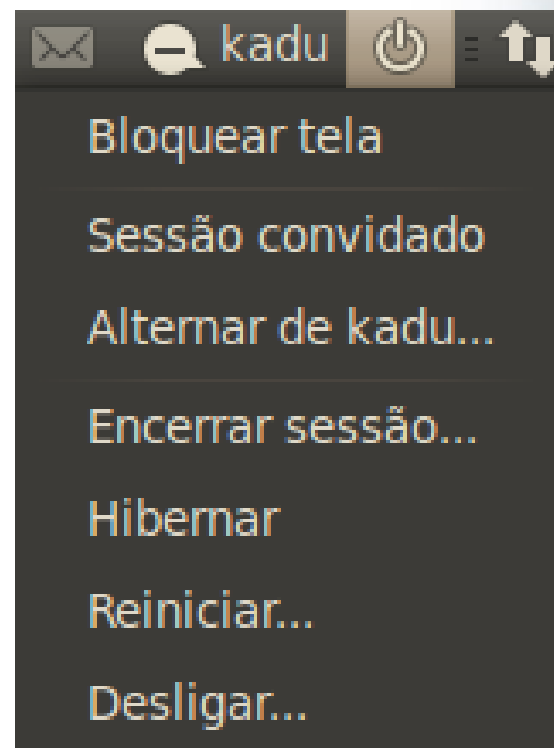 kadu
Bloquear tela
Sessão convidado
Alternar de kadu...
Encerrar sessão...
Hibernar
Reiniciar...
Desligar...